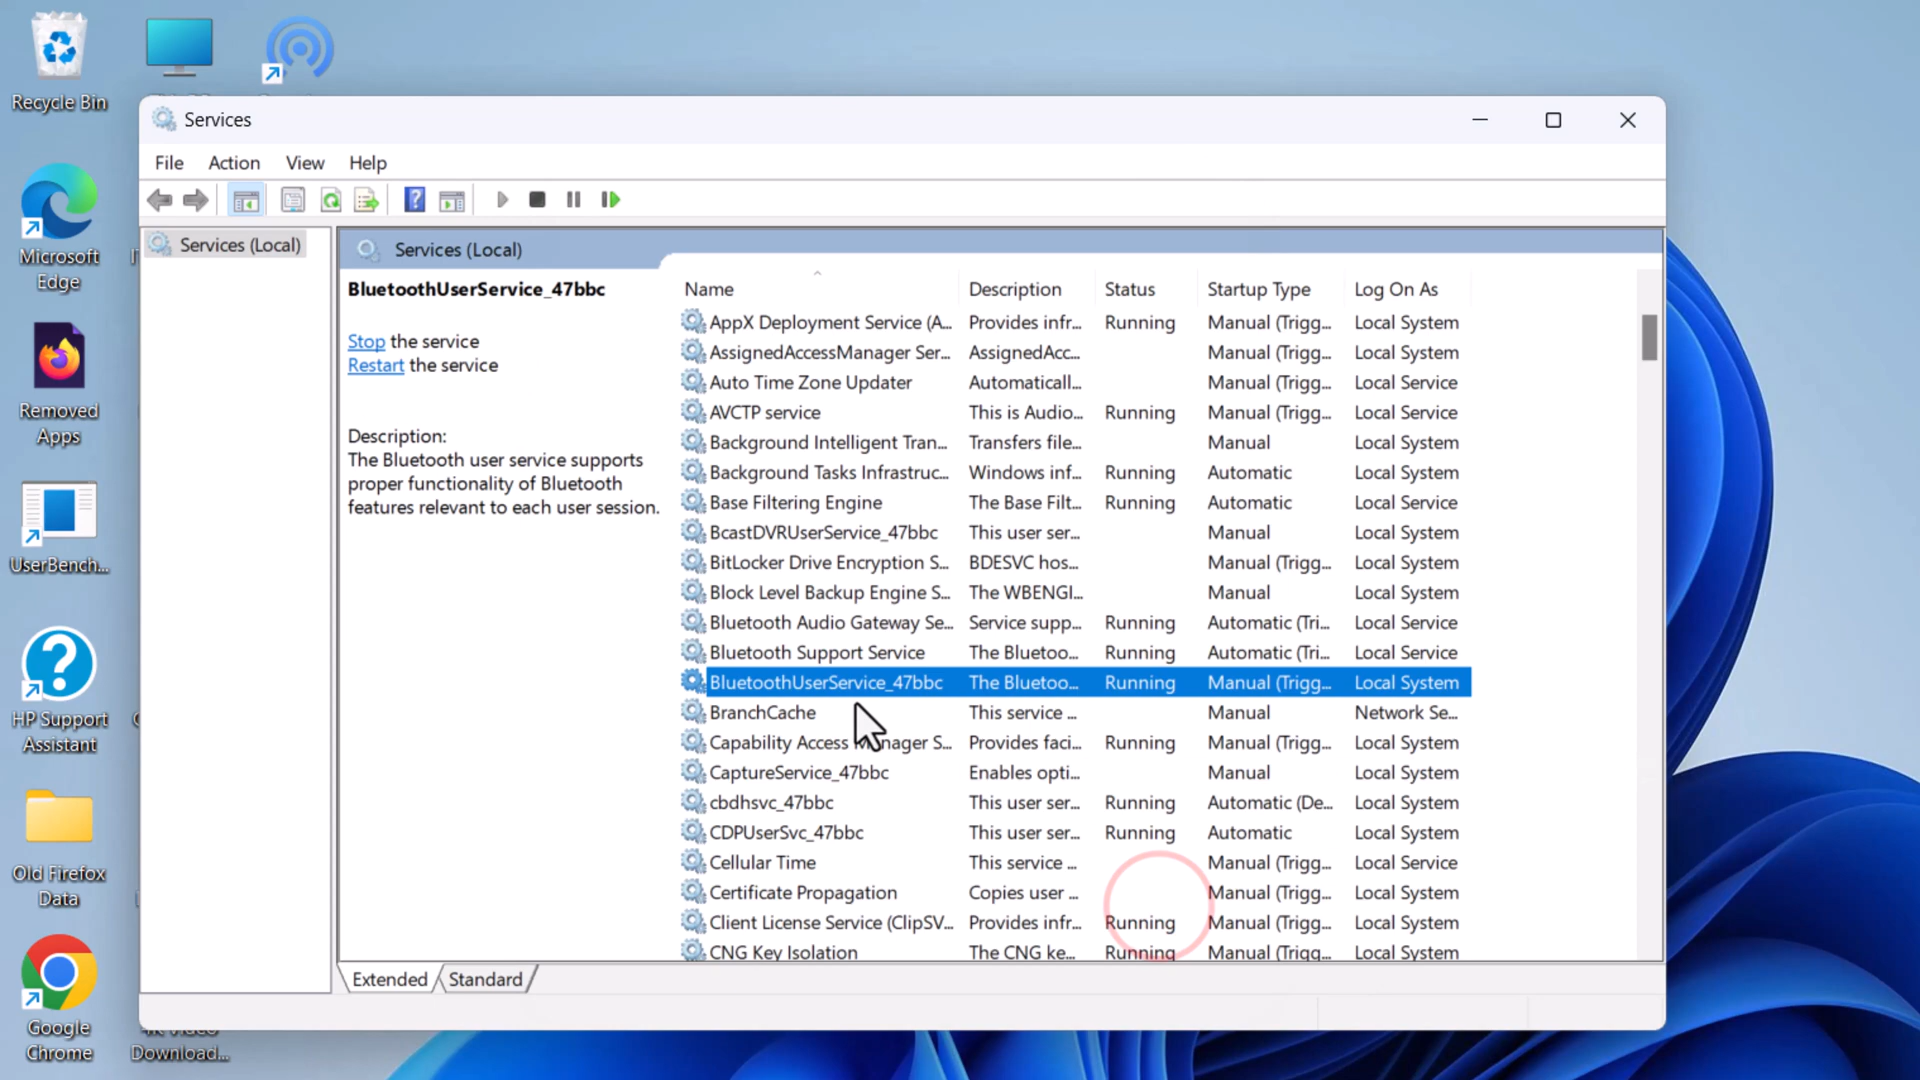 Recycle Bin
Microsoft
Edge
Removed
Apps
UserBench...
HP Support
Assistant
Old Firefox
Data
Google
Chrome
Download...
Services
File Action View Help
Services (Local)
Services (Local)
BluetoothUserService_47bbc
Stop the service
Restart the service
Description:
The Bluetooth user service supports
proper functionality of Bluetooth
features relevant to each user session.
Name Description Status Startup Type Log On As
AppX Deployment Service (A... Provides infr... Running Manual (Trigg... Local System
AssignedAccessManager Ser... AssignedAcc... Manual (Trigg... Local System
Auto Time Zone Updater Automaticall... Manual (Trigg... Local Service
AVCTP service This is Audio... Running Manual (Trigg... Local Service
Background Intelligent Tran... Transfers file... Manual Local System
Background Tasks Infrastruc... Windows inf... Running Automatic Local System
Base Filtering Engine The Base Filt... Running Automatic Local Service
BcastDVRUserService_47bbc This user ser... Manual Local System
BitLocker Drive Encryption S... BDESVC hos... Manual (Trigg... Local System
Block Level Backup Engine S... The WBENGI... Manual Local System
Bluetooth Audio Gateway Se... Service supp... Running Automatic (Tri... Local Service
Bluetooth Support Service The Bluetoo... Running Automatic (Tri... Local Service
BluetoothUserService_47bbc The Bluetoo... Running Manual (Trigg... Local System
BranchCache This service ... Manual Network Se...
Capability Access Manager S... Provides faci... Running Manual (Trigg... Local System
CaptureService_47bbc Enables opti... Manual Local System
cbdhsvc_47bbc This user ser... Running Automatic (De... Local System
CDPUserSvc_47bbc This user ser... Running Automatic Local System
Cellular Time This service ... Manual (Trigg... Local Service
Certificate Propagation Copies user ... Manual (Trigg... Local System
Client License Service (ClipSV... Provides infr... Running Manual (Trigg... Local System
CNG Key Isolation The CNG ke... Running Manual (Trigg... Local System
Extended Standard